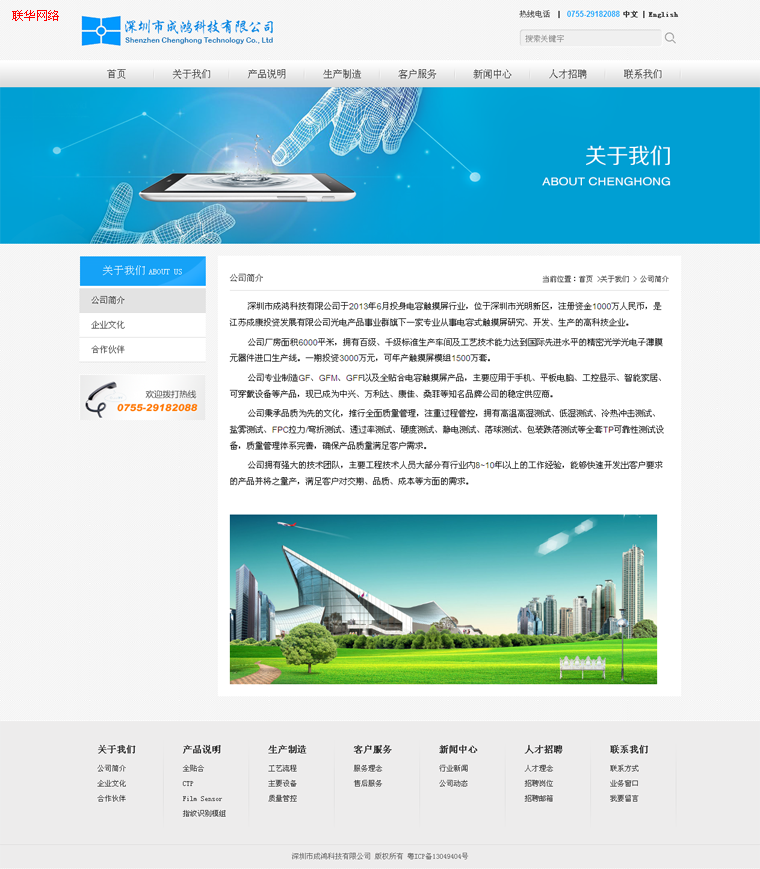 联华网络
深圳市成鸿科技有限公司
Shenzhen Chenghong Technology Co., Ltd
热线电话 | 0755-29182088 中文 | English
搜索关键字
首页 关于我们 产品说明 生产制造 客户服务 新闻中心 人才招聘 联系我们
关于我们
ABOUT CHENGHONG
关于我们 ABOUT US
公司简介
企业文化
合作伙伴
欢迎拨打热线
0755-29182088
公司简介
当前位置：首页 >关于我们 > 公司简介
深圳市成鸿科技有限公司于2013年6月投身电容触摸屏行业，位于深圳市光明新区，注册资金1000万人民币，是
江苏成康投资发展有限公司光电产品事业群旗下一家专业从事电容式触摸屏研究、开发、生产的高科技企业。
公司厂房面积6000平米，拥有百级、千级标准生产车间及工艺技术能力达到国际先进水平的精密光学光电子薄膜
元器件进口生产线。一期投资3000万元，可年产触摸屏模组1500万套。
公司专业制造GF、GFM、GFF以及全贴合电容触摸屏产品，主要应用于手机、平板电脑、工控显示、智能家居、
可穿戴设备等产品，现已成为中兴、万利达、康佳、桑菲等知名品牌公司的稳定供应商。
公司秉承品质为先的文化，推行全面质量管理，注重过程管控，拥有高温高湿测试、低湿测试、冷热冲击测试、
盐雾测试、FPC拉力/弯折测试、透过率测试、硬度测试、静电测试、落球测试、包装跌落测试等全套TP可靠性测试设
备，质量管理体系完善，确保产品质量满足客户需求。
公司拥有强大的技术团队，主要工程技术人员大部分有行业内8~10年以上的工作经验，能够快速开发出客户要求
的产品并将之量产，满足客户对交期、品质、成本等方面的需求。
关于我们 产品说明 生产制造 客户服务 新闻中心 人才招聘 联系我们
公司简介 全贴合 工艺流程 服务理念 行业新闻 人才理念 联系方式
企业文化 CTP 主要设备 售后服务 公司动态 招聘岗位 业务窗口
合作伙伴 Film Sensor 质量管控 招聘邮箱 我要留言
指纹识别模组
深圳市成鸿科技有限公司 版权所有 粤ICP备13049404号